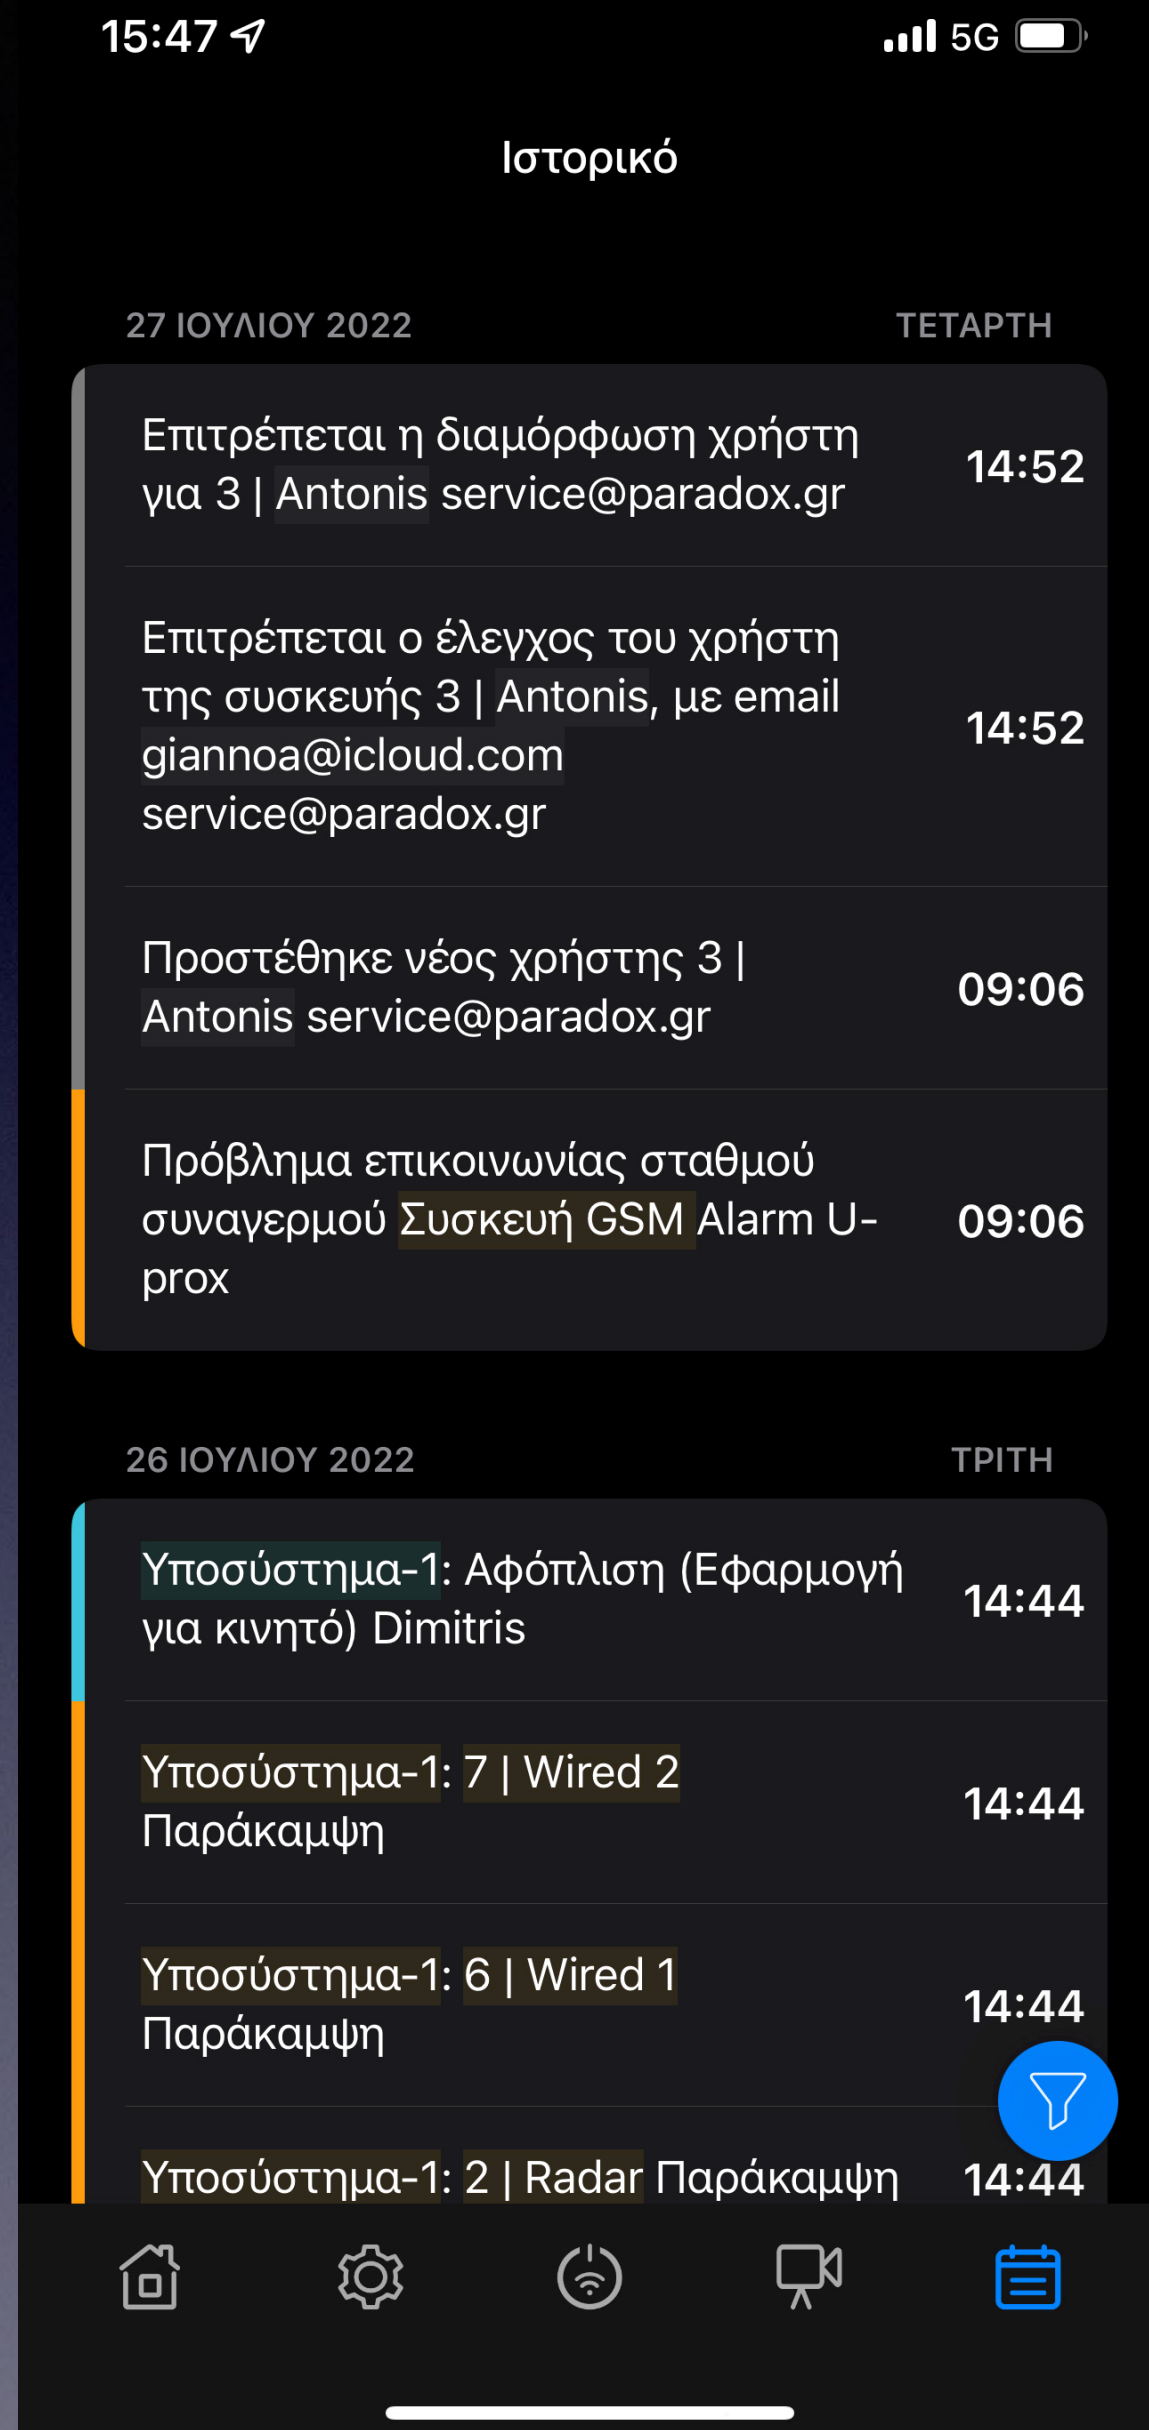 15:47
5G
Ιστορικό
27 ΙΟΥΛΙΟΥ 2022
ΤΕΤΑΡΤΗ
Επιτρέπεται η διαμόρφωση χρήστη
για 3 | Antonis service@paradox.gr
14:52
Επιτρέπεται ο έλεγχος του χρήστη
της συσκευής 3 | Antonis, με email
giannoa@icloud.com
service@paradox.gr
14:52
Προστέθηκε νέος χρήστης 3 |
Antonis service@paradox.gr
09:06
Πρόβλημα επικοινωνίας σταθμού
συναγερμού Συσκευή GSM Alarm U-
prox
09:06
26 ΙΟΥΛΙΟΥ 2022
ΤΡΙΤΗ
Υποσύστημα-1: Αφόπλιση (Εφαρμογή
για κινητό) Dimitris
14:44
Υποσύστημα-1: 7 | Wired 2
Παράκαμψη
14:44
Υποσύστημα-1: 6 | Wired 1
Παράκαμψη
14:44
Υποσύστημα-1: 2 | Radar Παράκαμψη
14:44